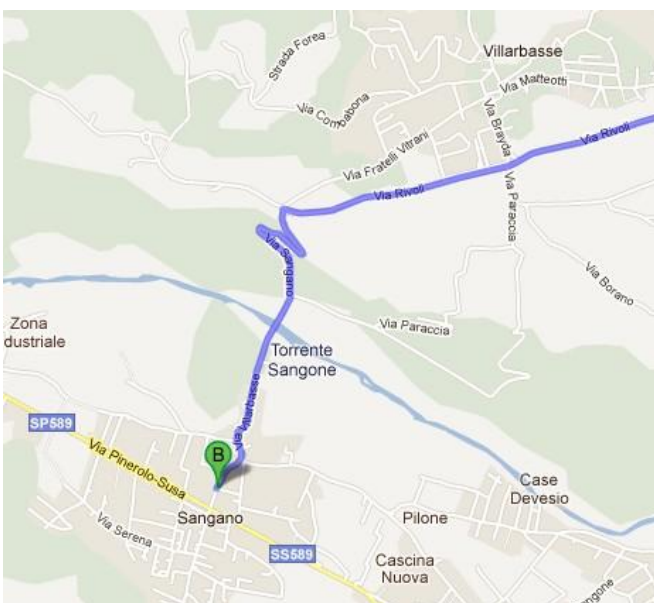 Strada Forea
Villarbasse
Via Matteotti
Via Combabona
Via Brayda
Via Rivoli
Via Fratelli Vitrani
Via Rivoli
Via Paraccia
Via Sangano
Via Borano
Via Paraccia
Zona
dustriale
Torrente
Sangone
Via Villarbasse
SP589
B
Via Pinerolo-Susa
Case
Devesio
Sangano
Pilone
Via Serena
SS589
Cascina
Nuova
ngone